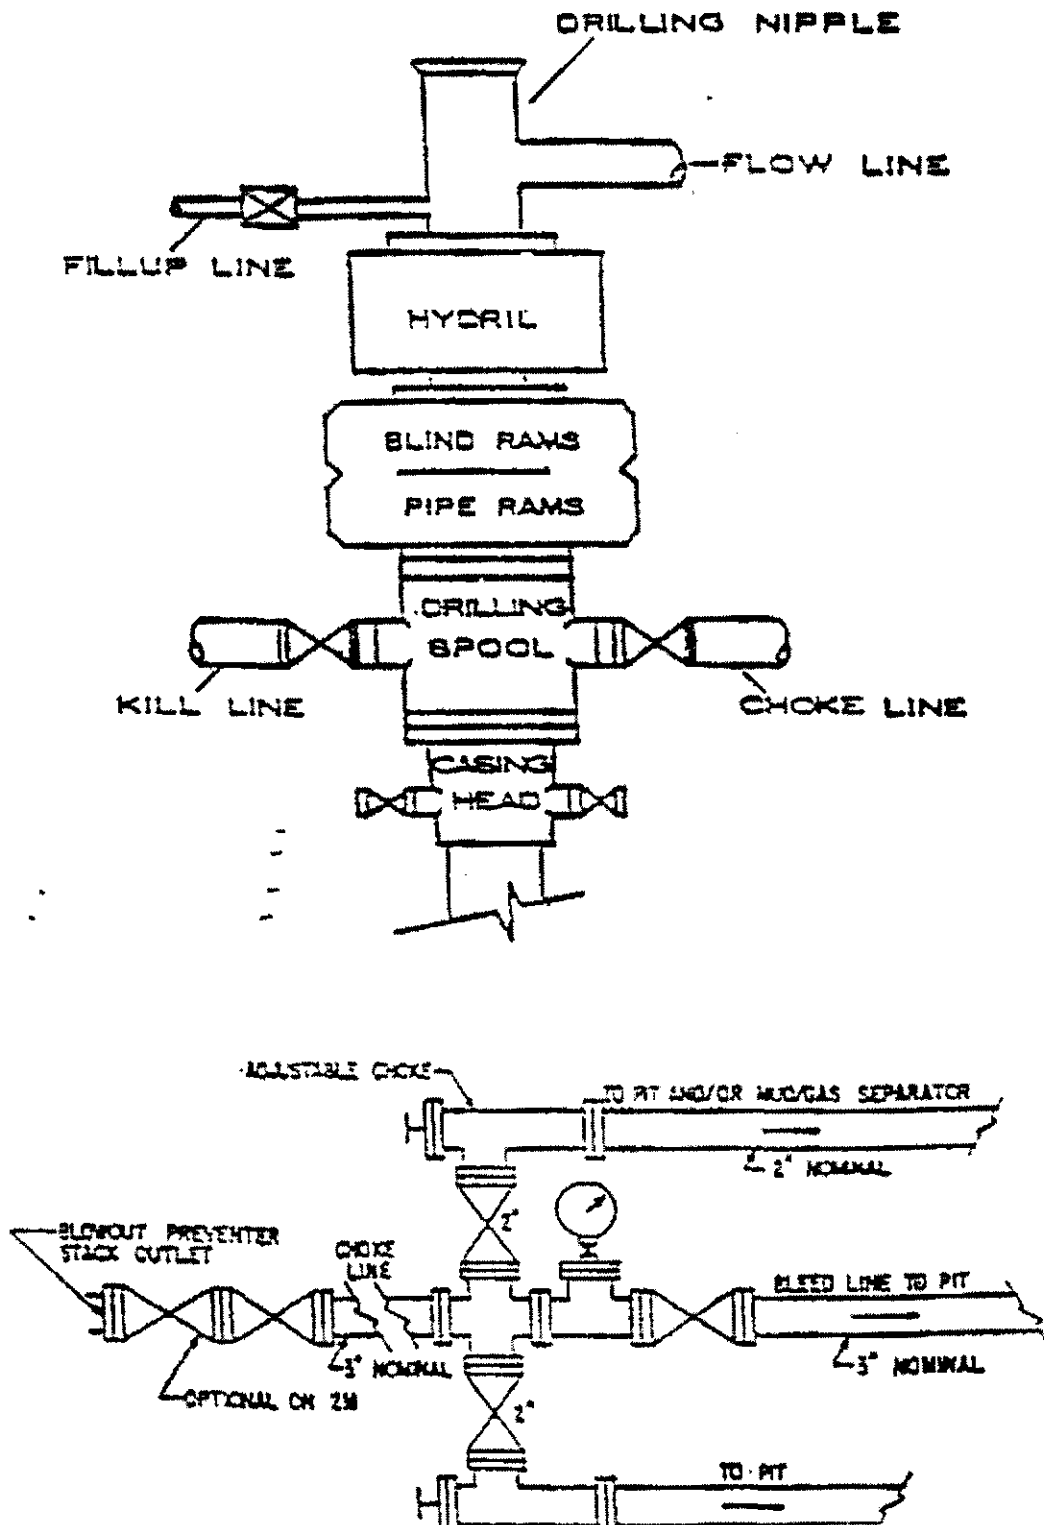 DRILLING NIPPLE
FLOW LINE
FILLUP LINE
HYDRIL
BLIND RAMS
PIPE RAMS
DRILLING
SPOOL
KILL LINE
CHOKE LINE
CASING
HEAD
ADJUSTABLE CHOKE
TO PIT AND/OR MUD/GAS SEPARATOR
2" NOMINAL
2"
BLOWOUT PREVENTER
STACK OUTLET
CHOKE
LINE
BLEED LINE TO PIT
3" NOMINAL
3" NOMINAL
OPTIONAL ON 2M
2"
TO PIT